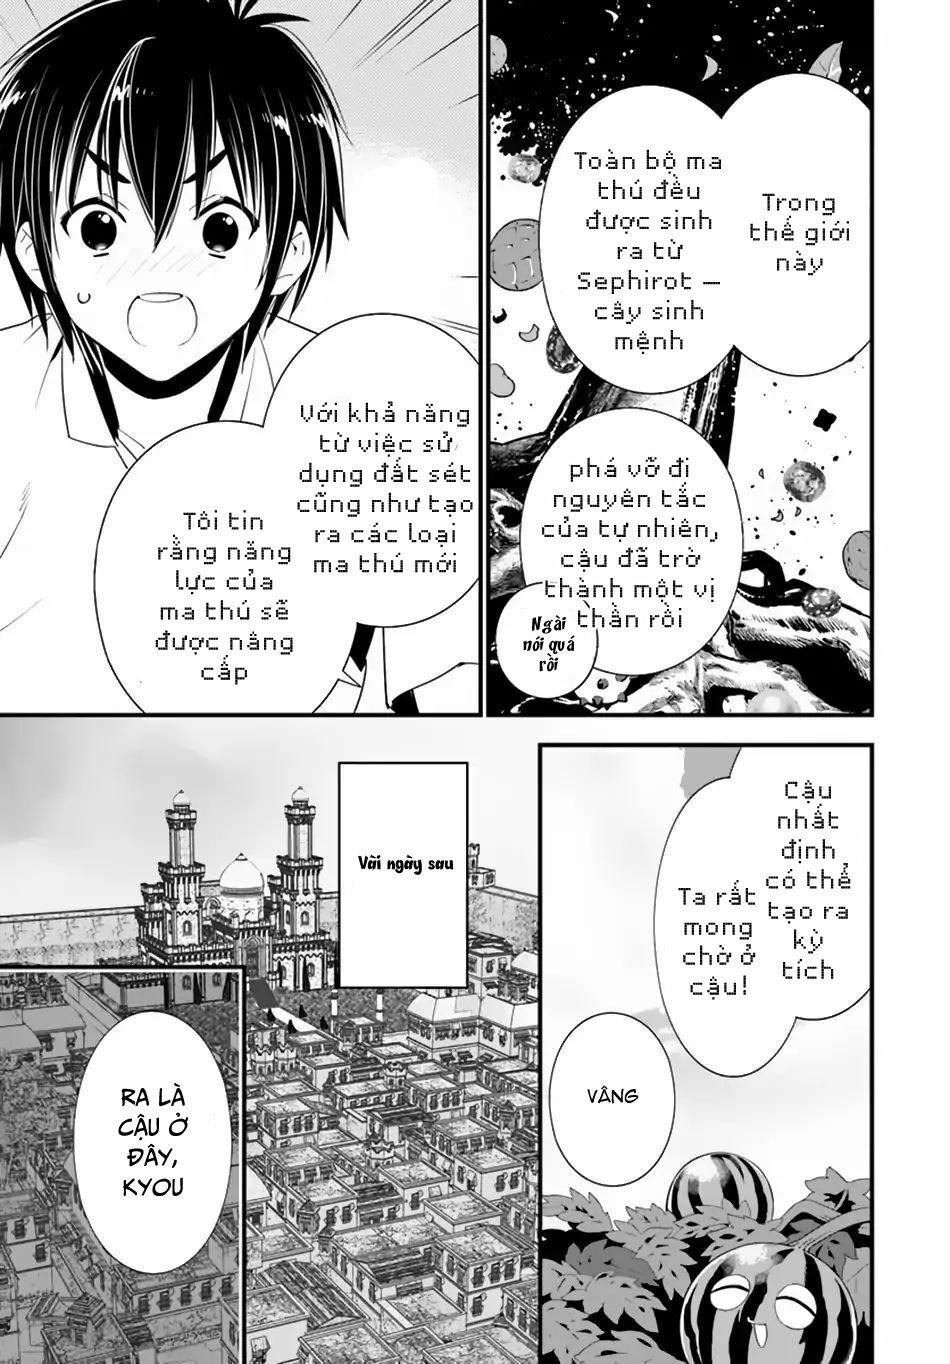 Trong
thế giới
này
Toàn bộ ma
thú đều
được sinh
ra từ
Sephirot –
cây sinh
mệnh
phá vỡ đi
nguyên tắc
của tự nhiên,
cậu đã trờ
thành một vị
thần rồi
Ngài
nói quá
rồi
Với khả năng
từ việc sử
dụng đất sét
cũng như tạo
ra các loại
ma thú mới
Tôi tin
rằng năng
lực của
ma thú sẽ
được nâng
cấp
Cậu
nhất
định
có thể
tạo ra
kỳ
tích
Ta rất
mong
chờ ở
cậu!
VÂNG
Vài ngày sau
RA LÀ
CẬU Ở
ĐÂY,
KYOU